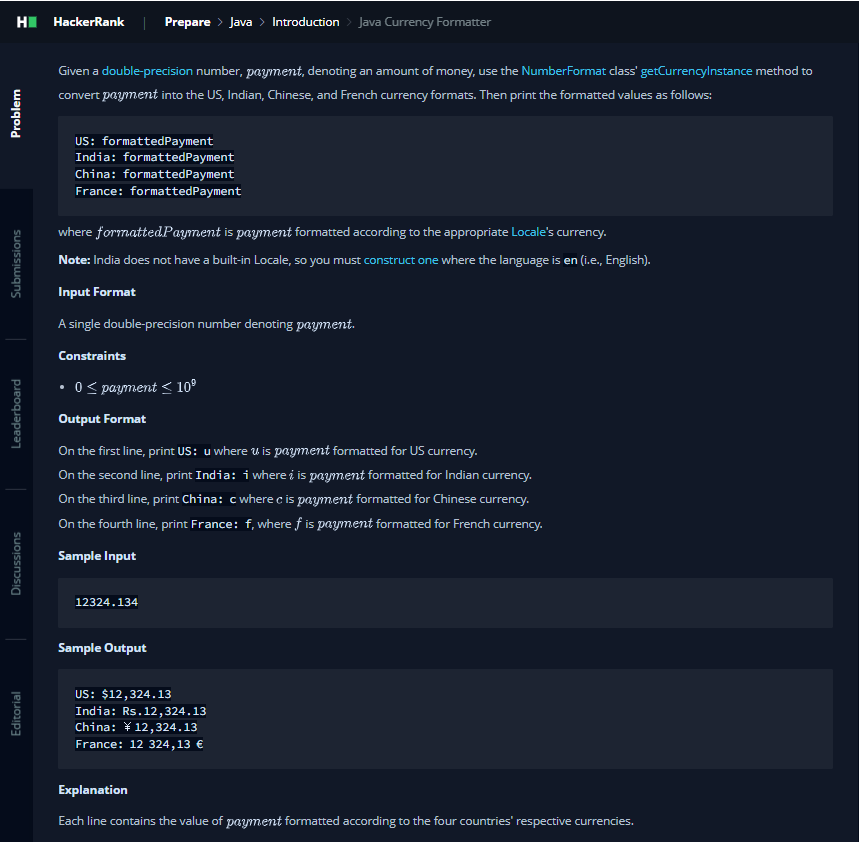 HackerRank | Prepare > Java > Introduction > Java Currency Formatter
Problem
Submissions
Leaderboard
Discussions
Editorial
Given a double-precision number, payment, denoting an amount of money, use the NumberFormat class' getCurrencyInstance method to
convert payment into the US, Indian, Chinese, and French currency formats. Then print the formatted values as follows:
US: formattedPayment
India: formattedPayment
China: formattedPayment
France: formattedPayment
where formattedPayment is payment formatted according to the appropriate Locale's currency.
Note: India does not have a built-in Locale, so you must construct one where the language is en (i.e., English).
Input Format
A single double-precision number denoting payment.
Constraints
• 0 ≤ payment ≤ 10⁹
Output Format
On the first line, print US: u where u is payment formatted for US currency.
On the second line, print India: i where i is payment formatted for Indian currency.
On the third line, print China: c where c is payment formatted for Chinese currency.
On the fourth line, print France: f, where f is payment formatted for French currency.
Sample Input
12324.134
Sample Output
US: $12,324.13
India: Rs.12,324.13
China: ￥12,324.13
France: 12 324,13 €
Explanation
Each line contains the value of payment formatted according to the four countries' respective currencies.